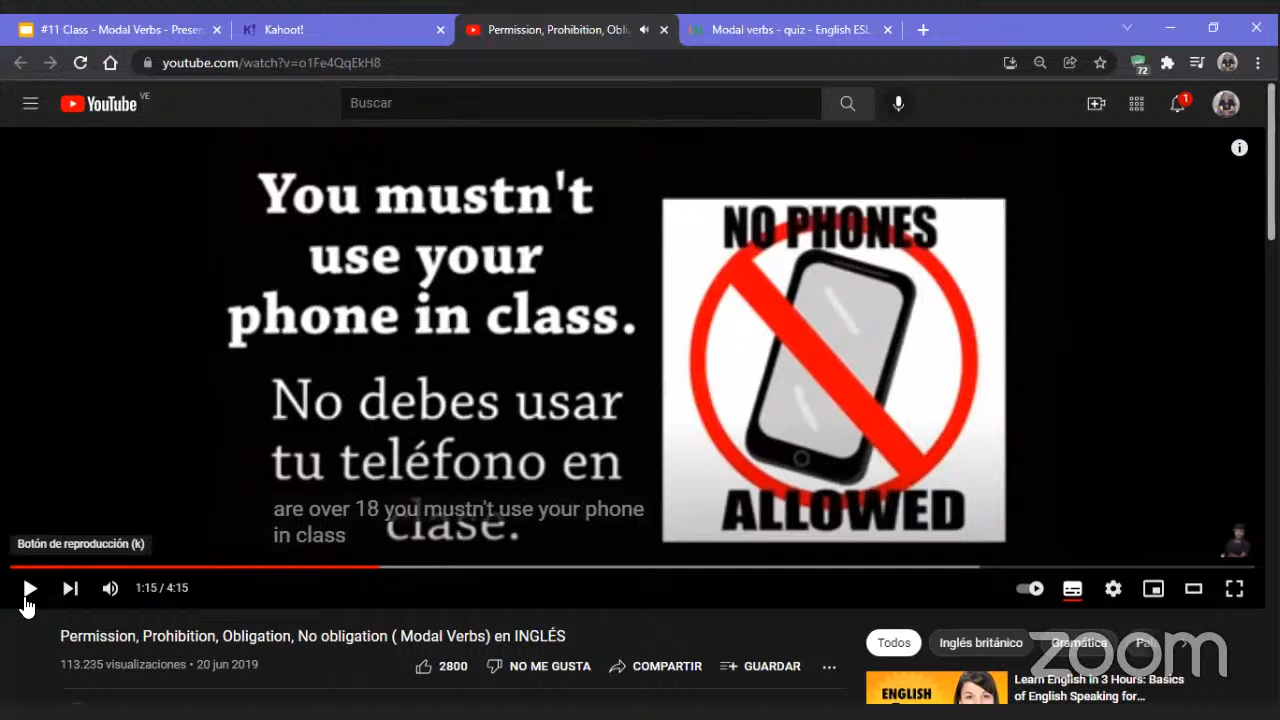 #11 Class - Modal Verbs - Presen
Kahoot!
Permission, Prohibition, Obli
Modal verbs - quiz - English ESL
youtube.com/watch?v=o1Fe4QqEkH8
72
YouTube VE
Buscar
1
You mustn't
use your
phone in class.
No debes usar
tu teléfono en
clase.
NO PHONES
ALLOWED
are over 18 you mustn't use your phone
in class
Botón de reproducción (k)
1:15 / 4:15
Permission, Prohibition, Obligation, No obligation ( Modal Verbs) en INGLÉS
113.235 visualizaciones • 20 jun 2019
2800
NO ME GUSTA
COMPARTIR
GUARDAR
Todos
Inglés británico
Gramática
zoom
ENGLISH
Learn English in 3 Hours: Basics
of English Speaking for...